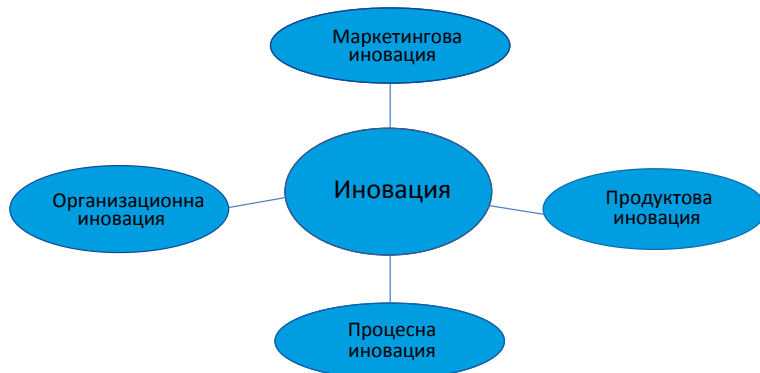 Маркетингова
иновация
Иновация
Организационна
иновация
Продуктова
иновация
Процесна
иновация